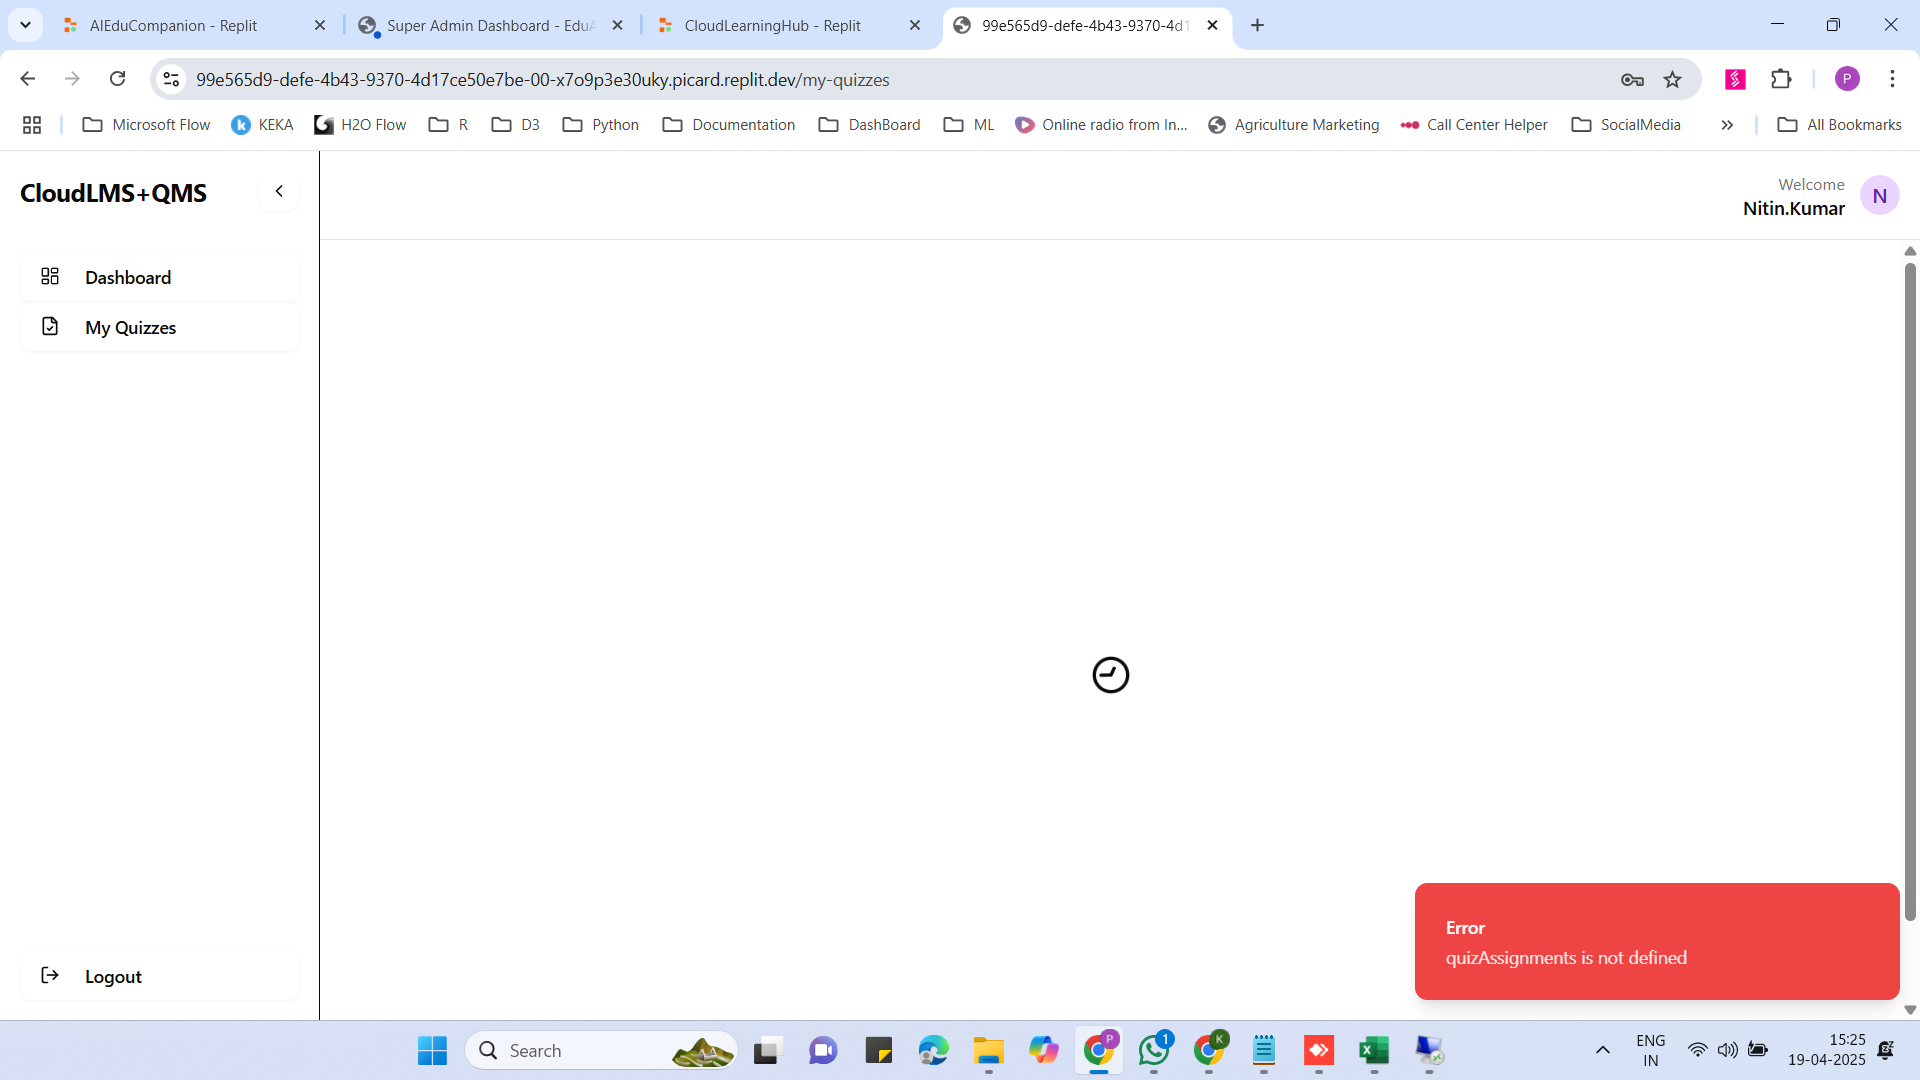 AIEduCompanion - Replit
Super Admin Dashboard - EduA
CloudLearningHub - Replit
99e565d9-defe-4b43-9370-4d1
99e565d9-defe-4b43-9370-4d17ce50e7be-00-x7o9p3e30uky.picard.replit.dev/my-quizzes
P
Microsoft Flow
KEKA
H2O Flow
R
D3
Python
Documentation
DashBoard
ML
Online radio from In...
Agriculture Marketing
Call Center Helper
SocialMedia
All Bookmarks
CloudLMS+QMS
Welcome
Nitin.Kumar
N
Dashboard
My Quizzes
Logout
Error
quizAssignments is not defined
Search
P
1
K
ENG
IN
15:25
19-04-2025